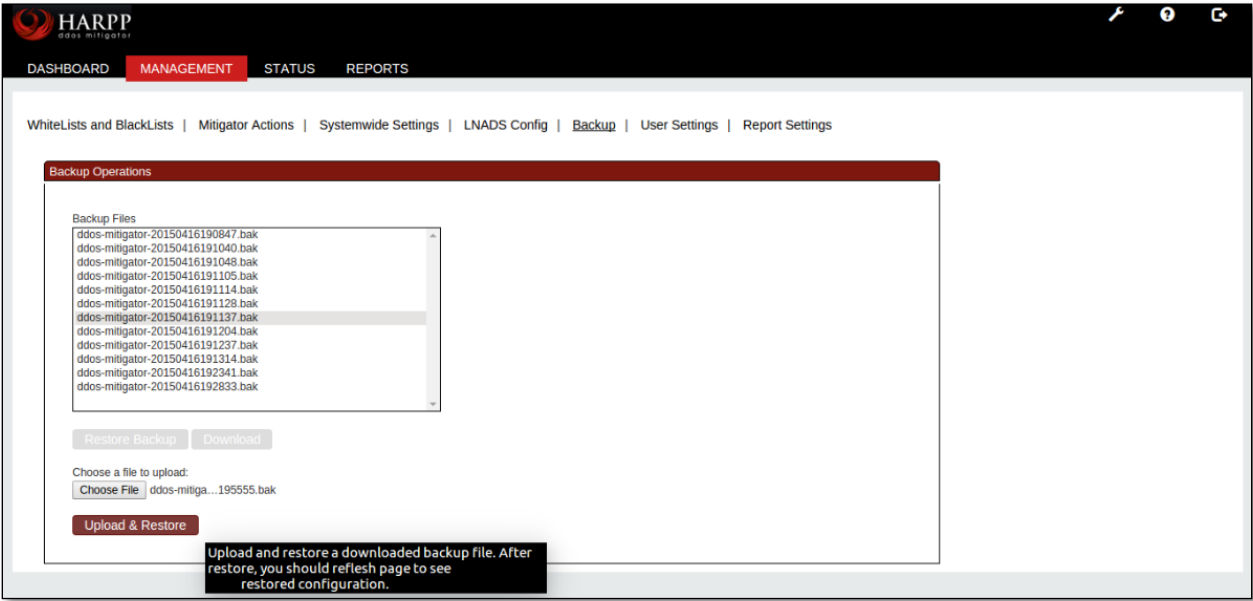 HARPP
ddos mitigator
DASHBOARD MANAGEMENT STATUS REPORTS
WhiteLists and BlackLists | Mitigator Actions | Systemwide Settings | LNADS Config | Backup | User Settings | Report Settings
Backup Operations
Backup Files
ddos-mitigator-20150416190847.bak
ddos-mitigator-20150416191040.bak
ddos-mitigator-20150416191048.bak
ddos-mitigator-20150416191105.bak
ddos-mitigator-20150416191114.bak
ddos-mitigator-20150416191128.bak
ddos-mitigator-20150416191137.bak
ddos-mitigator-20150416191204.bak
ddos-mitigator-20150416191237.bak
ddos-mitigator-20150416191314.bak
ddos-mitigator-20150416192341.bak
ddos-mitigator-20150416192833.bak
Restore Backup Download
Choose a file to upload:
Choose File ddos-mitiga…195555.bak
Upload & Restore
Upload and restore a downloaded backup file. After
restore, you should reflesh page to see
restored configuration.